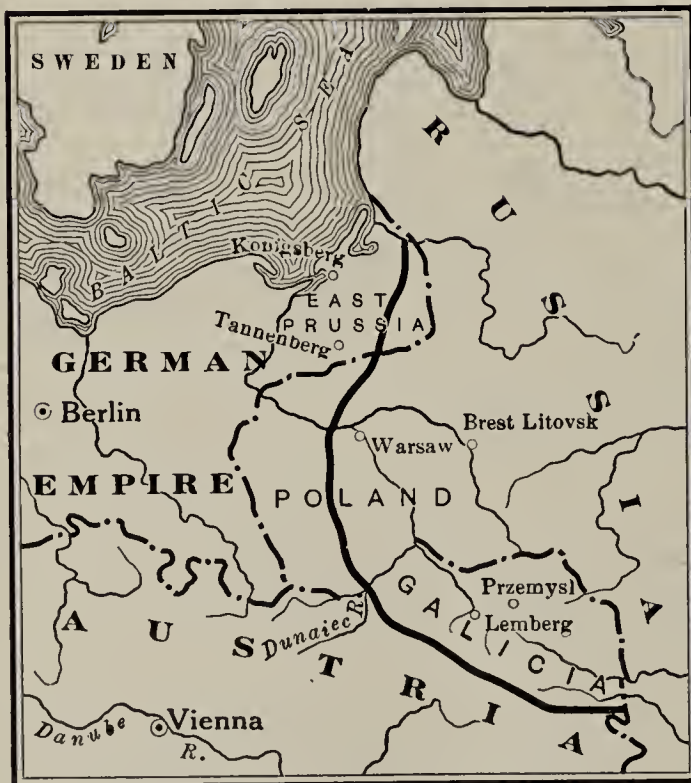 SWEDEN
BALTIC SEA
RUSSIA
Konigsberg
EAST
PRUSSIA
Tannenberg
GERMAN
Berlin
Brest Litovsk
Warsaw
EMPIRE
POLAND
Przemysl
GALICIA
Lemberg
AUSTRIA
Dunaiec R.
Danube
R.
Vienna